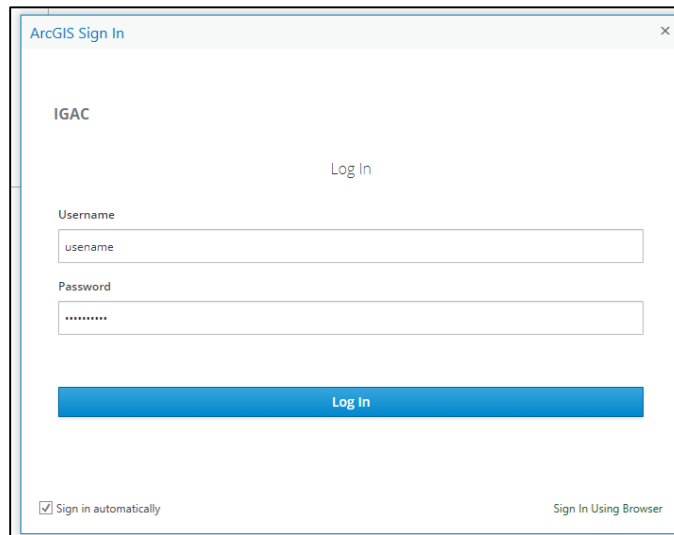 ArcGIS Sign In
IGAC
Log In
Username
usename
Password
••••••••••
Log In
Sign in automatically
Sign In Using Browser